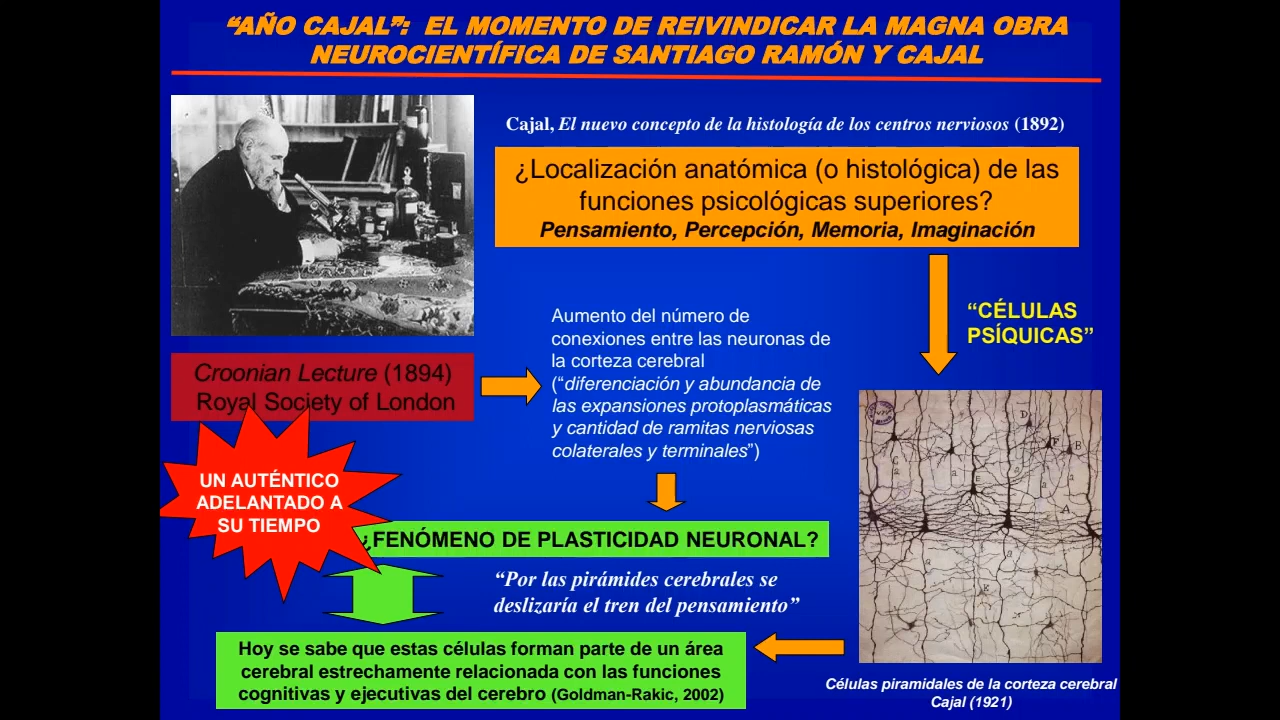 “AÑO CAJAL”: EL MOMENTO DE REIVINDICAR LA MAGNA OBRA
NEUROCIENTÍFICA DE SANTIAGO RAMÓN Y CAJAL
Cajal, El nuevo concepto de la histología de los centros nerviosos (1892)
¿Localización anatómica (o histológica) de las
funciones psicológicas superiores?
Pensamiento, Percepción, Memoria, Imaginación
“CÉLULAS
PSÍQUICAS”
Croonian Lecture (1894)
Royal Society of London
Aumento del número de
conexiones entre las neuronas de
la corteza cerebral
(“diferenciación y abundancia de
las expansiones protoplasmáticas
y cantidad de ramitas nerviosas
colaterales y terminales”)
UN AUTÉNTICO
ADELANTADO A
SU TIEMPO
¿FENÓMENO DE PLASTICIDAD NEURONAL?
“Por las pirámides cerebrales se
deslizaría el tren del pensamiento”
Hoy se sabe que estas células forman parte de un área
cerebral estrechamente relacionada con las funciones
cognitivas y ejecutivas del cerebro (Goldman-Rakic, 2002)
Células piramidales de la corteza cerebral
Cajal (1921)